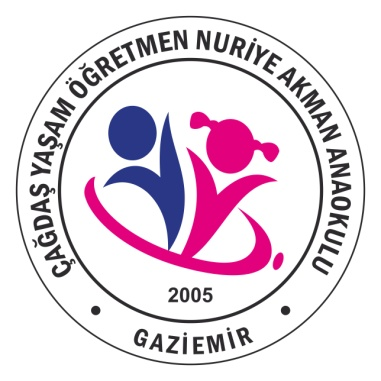 ÇAĞDAŞ YAŞAM ÖĞRETMEN NURİYE AKMAN ANAOKULU
2005
GAZİEMİR